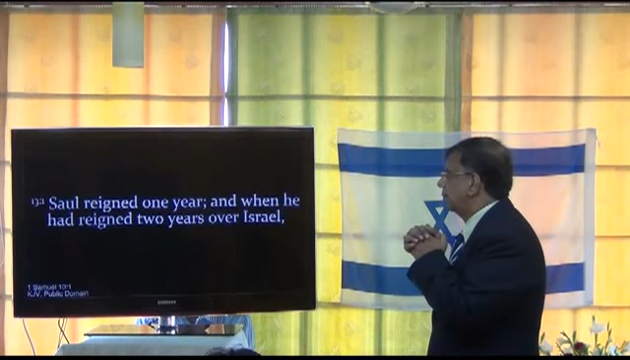 13:1 Saul reigned one year; and when he
had reigned two years over Israel,
1 Samuel 13:1
KJV, Public Domain
SAMSUNG